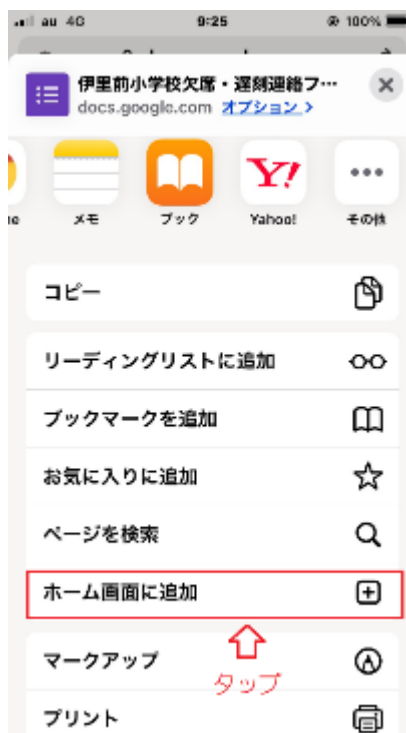 au 4G 9:25 100%
伊里前小学校欠席・遅刻連絡フ…
docs.google.com オプション >
メモ ブック Yahoo! その他
コピー
リーディングリストに追加
ブックマークを追加
お気に入りに追加
ページを検索
ホーム画面に追加
マークアップ
タップ
プリント